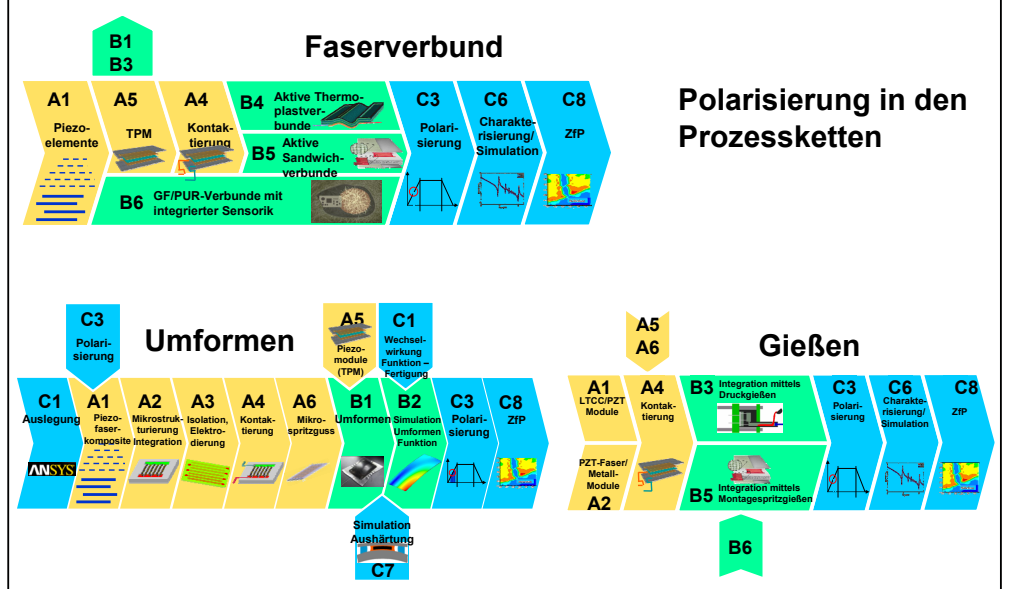 Faserverbund
Polarisierung in den
Prozessketten
B1
B3
A1
Piezo-
elemente
A5
TPM
A4
Kontak-
tierung
B4
Aktive Thermo-
plastver-
bunde
B5
Aktive
Sandwich-
verbunde
B6
GF/PUR-Verbunde mit
integrierter Sensorik
C3
Polari-
sierung
C6
Charakte-
risierung/
Simulation
C8
ZfP
Umformen
C3
Polari-
sierung
A5
Piezo-
module
(TPM)
C1
Wechsel-
wirkung
Funktion –
Fertigung
C1
Auslegung
ANSYS
A1
Piezo-
faser-
kompsite
A2
Mikrostruk-
turierung
Integration
A3
Isolation,
Elektro-
dierung
A4
Kontak-
tierung
A6
Mikro-
spritzguss
B1
Umformen
B2
Simulation
Umformen
Funktion
C3
Polari-
sierung
C8
ZfP
Simulation
Aushärtung
C7
Gießen
A5
A6
A1
LTCC/PZT
Module
PZT-Faser/
Metall-
Module
A2
A4
Kontak-
tierung
B3
Integration mittels
Druckgießen
B5
Integration mittels
Montagespritzgießen
B6
C3
Polari-
sierung
C6
Charakte-
risierung/
Simulation
C8
ZfP